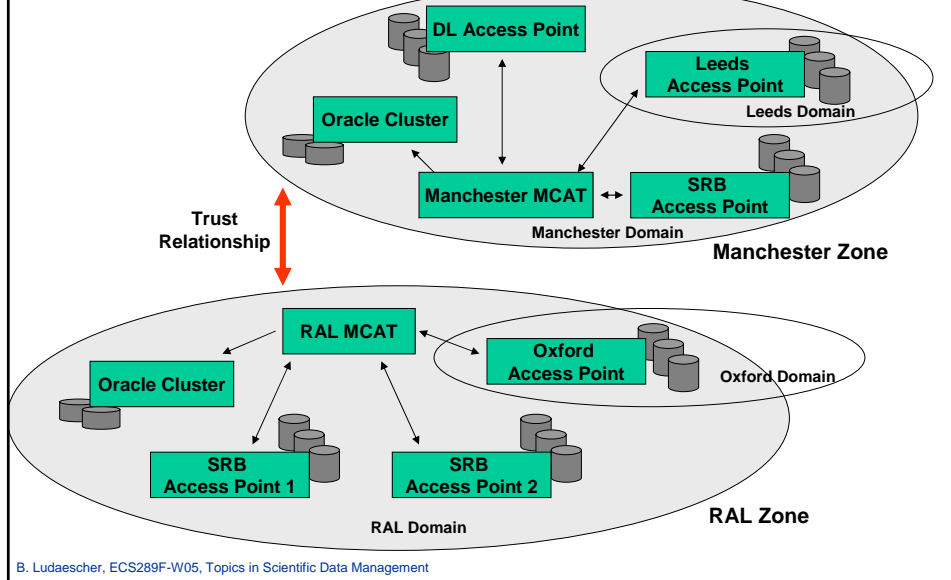 DL Access Point
Leeds
Access Point
Leeds Domain
Oracle Cluster
Manchester MCAT
SRB
Access Point
Manchester Domain
Manchester Zone
Trust
Relationship
RAL MCAT
Oxford
Access Point
Oxford Domain
Oracle Cluster
SRB
Access Point 1
SRB
Access Point 2
RAL Domain
RAL Zone
B. Ludaescher, ECS289F-W05, Topics in Scientific Data Management